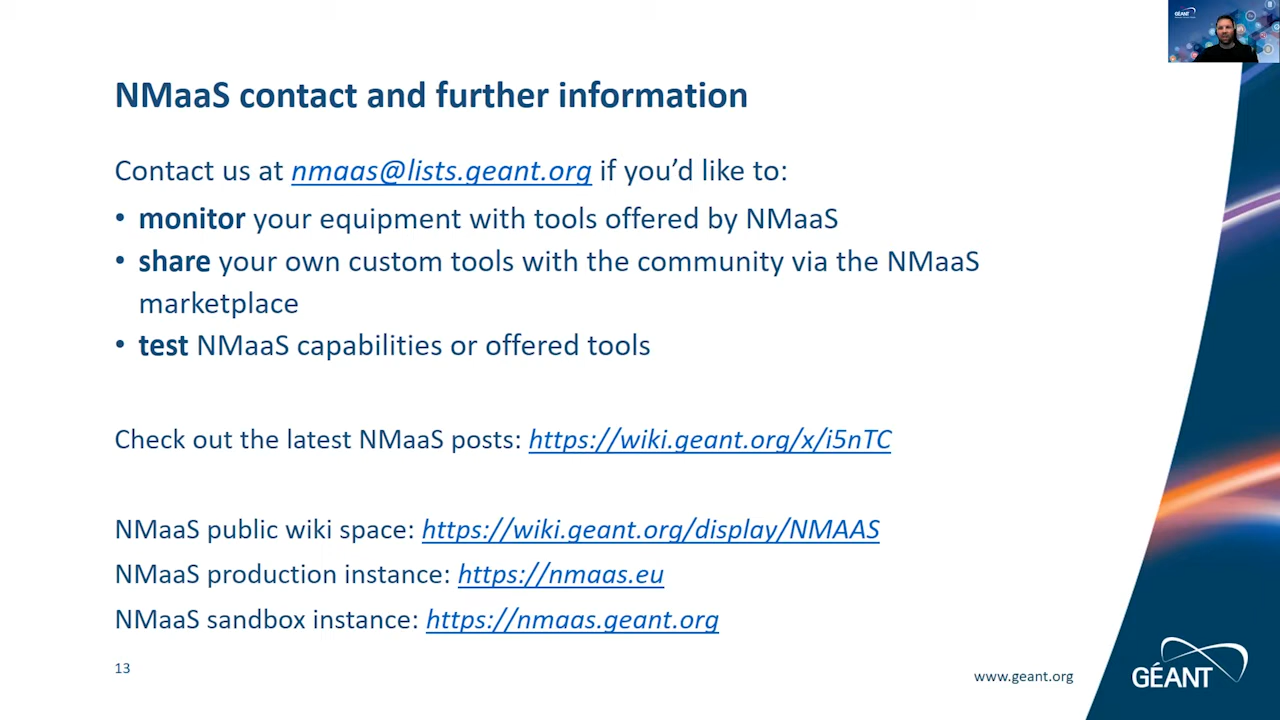 GÉANT
NMaaS contact and further information
Contact us at nmaas@lists.geant.org if you’d like to:
• monitor your equipment with tools offered by NMaaS
• share your own custom tools with the community via the NMaaS
marketplace
• test NMaaS capabilities or offered tools
Check out the latest NMaaS posts: https://wiki.geant.org/x/i5nTC
NMaaS public wiki space: https://wiki.geant.org/display/NMAAS
NMaaS production instance: https://nmaas.eu
NMaaS sandbox instance: https://nmaas.geant.org
13
www.geant.org
GÉANT